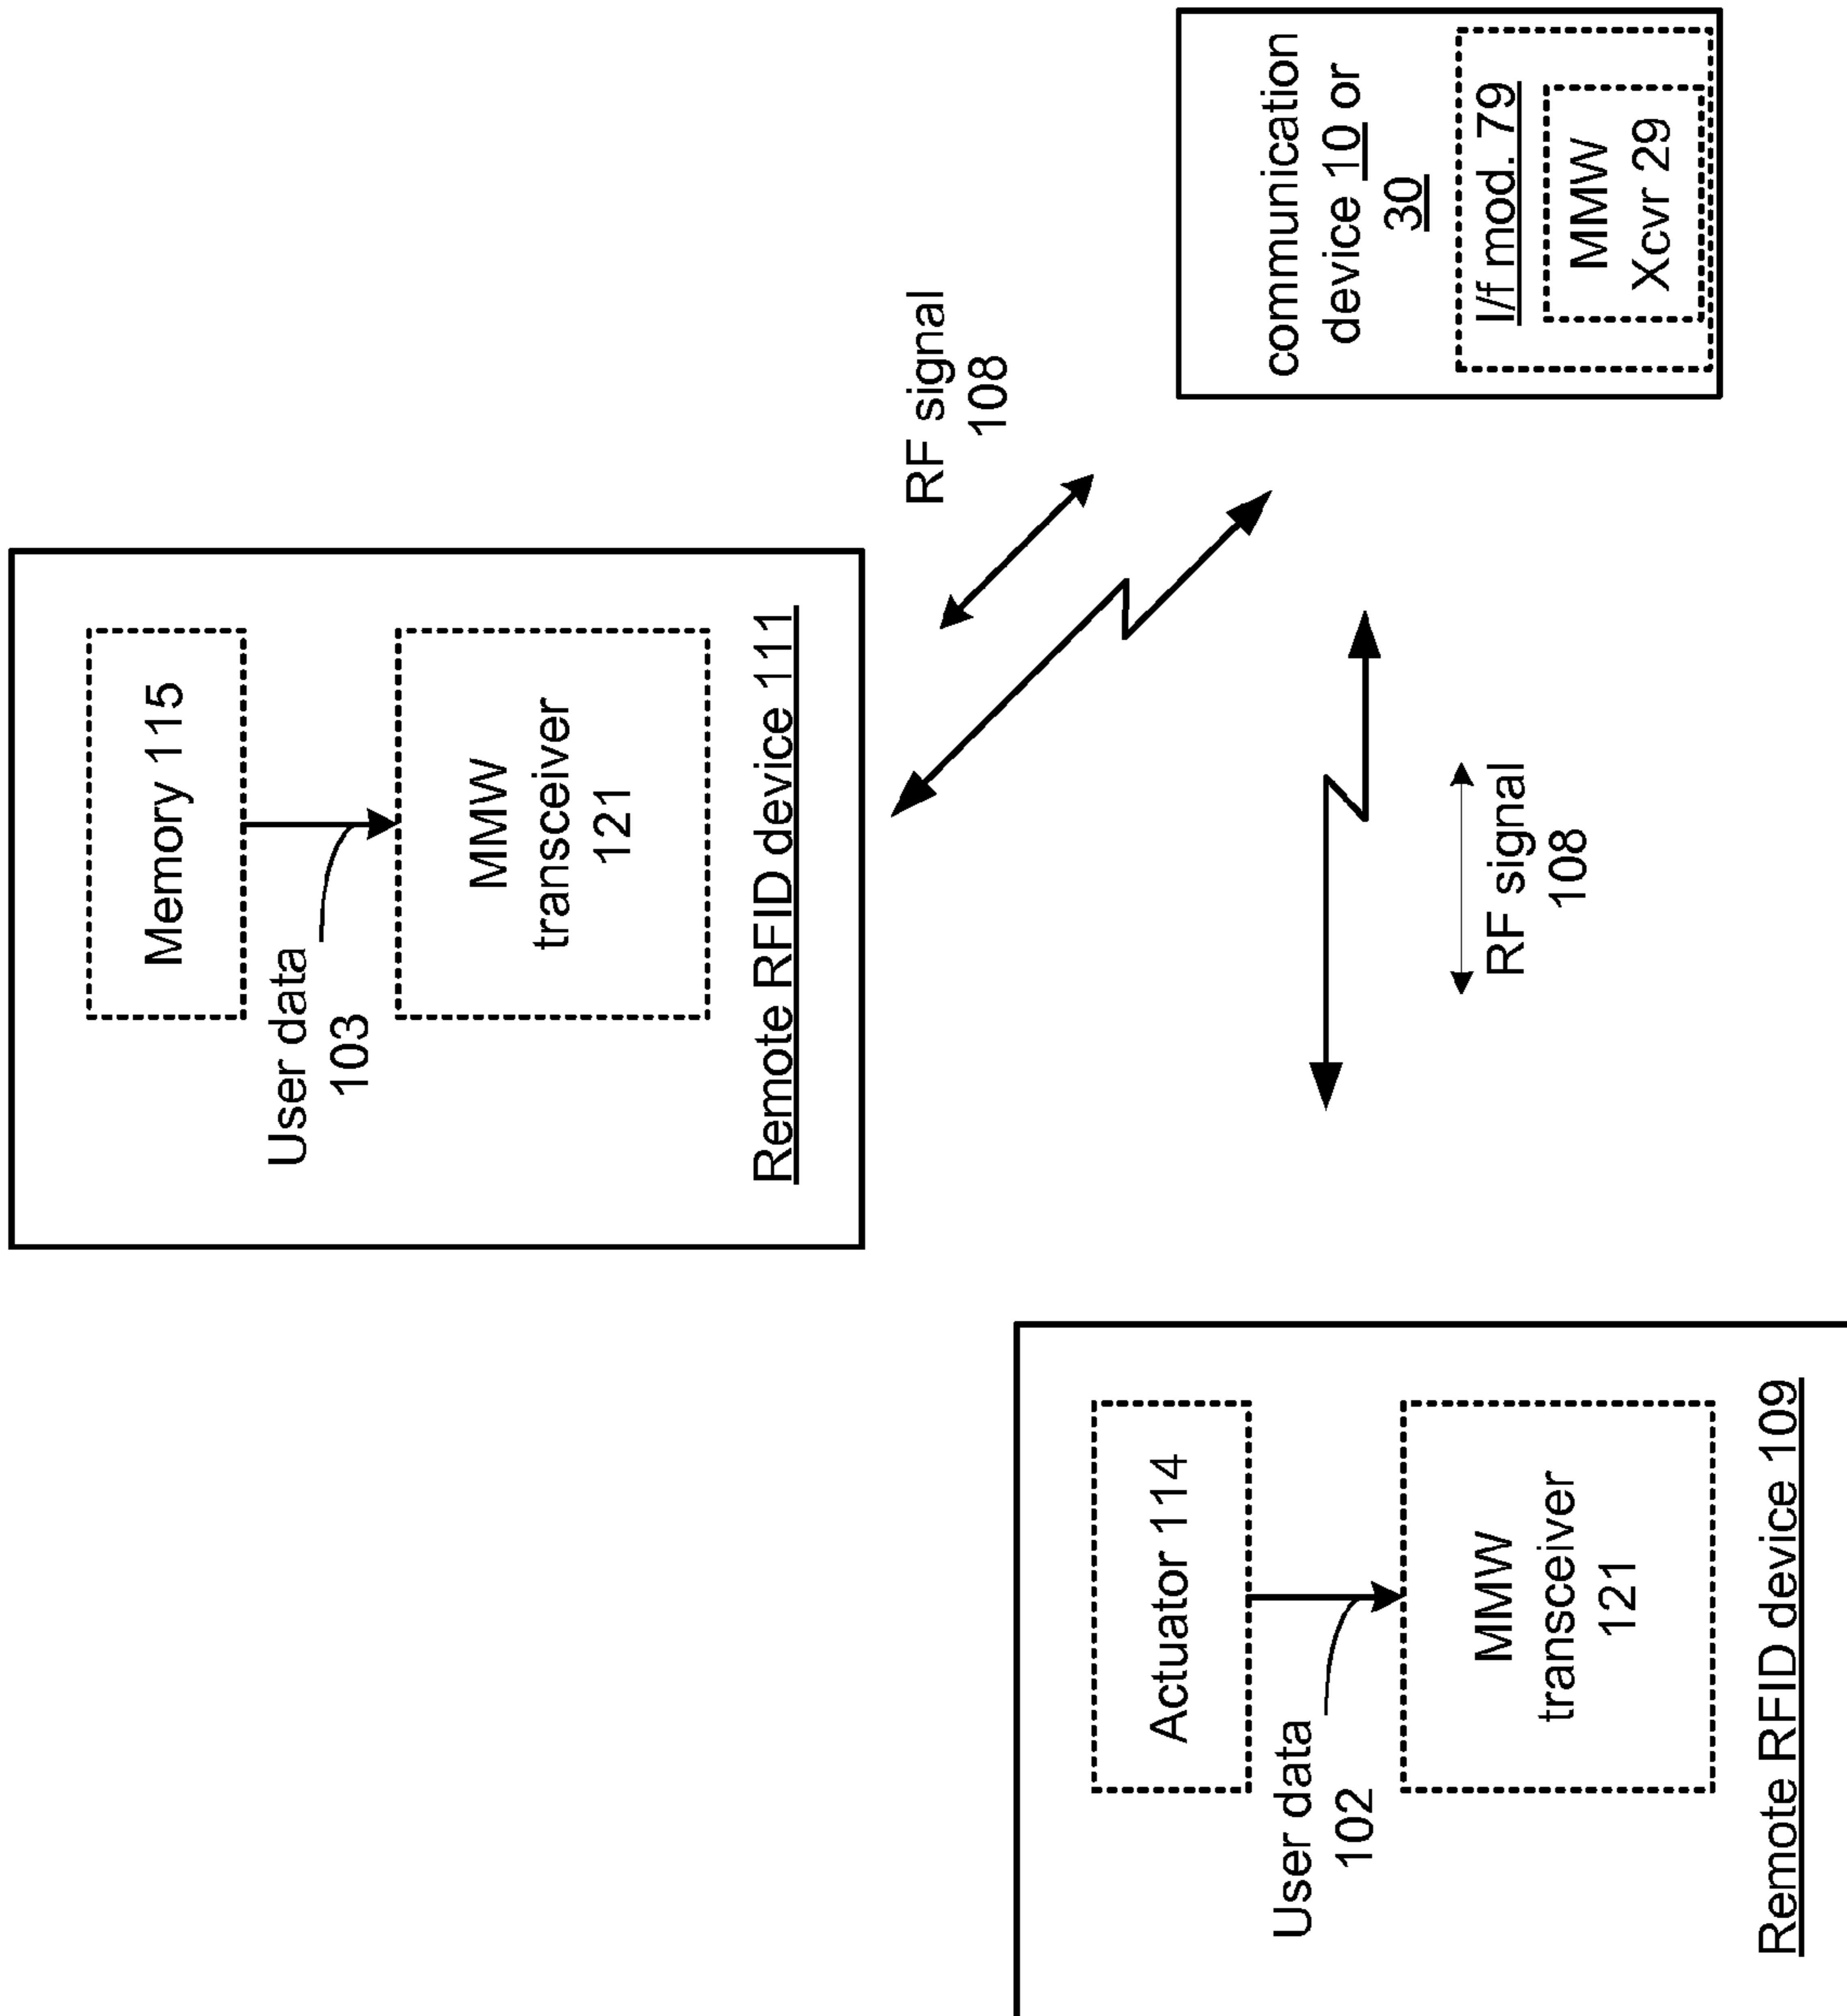 Memory 115
User data
103
MMW
transceiver
121
Remote RFID device 111
RF signal
108
communication
device 10 or
30
I/f mod. 79
MMW
Xcvr 29
Actuator 114
User data
102
MMW
transceiver
121
Remote RFID device 109
RF signal
108